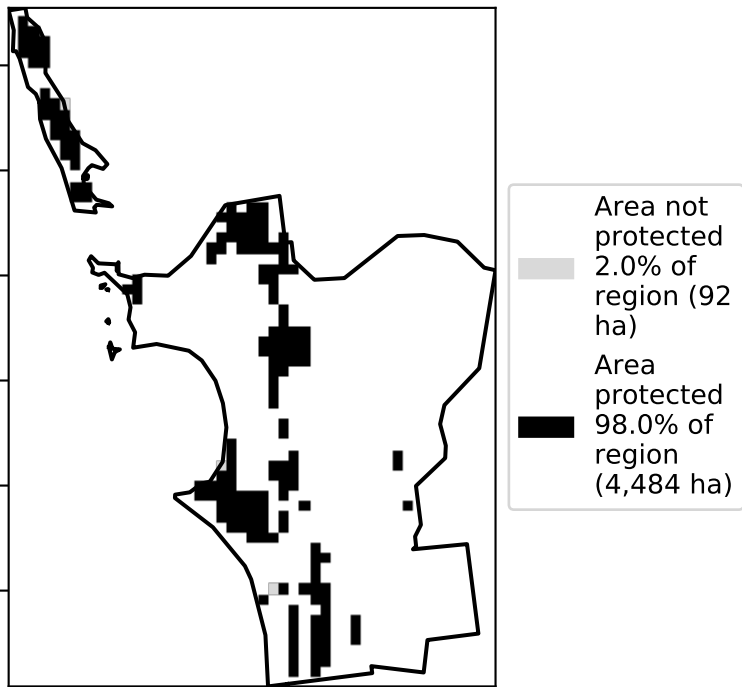 Area not
protected
2.0% of
region (92
ha)
Area
protected
98.0% of
region
(4,484 ha)